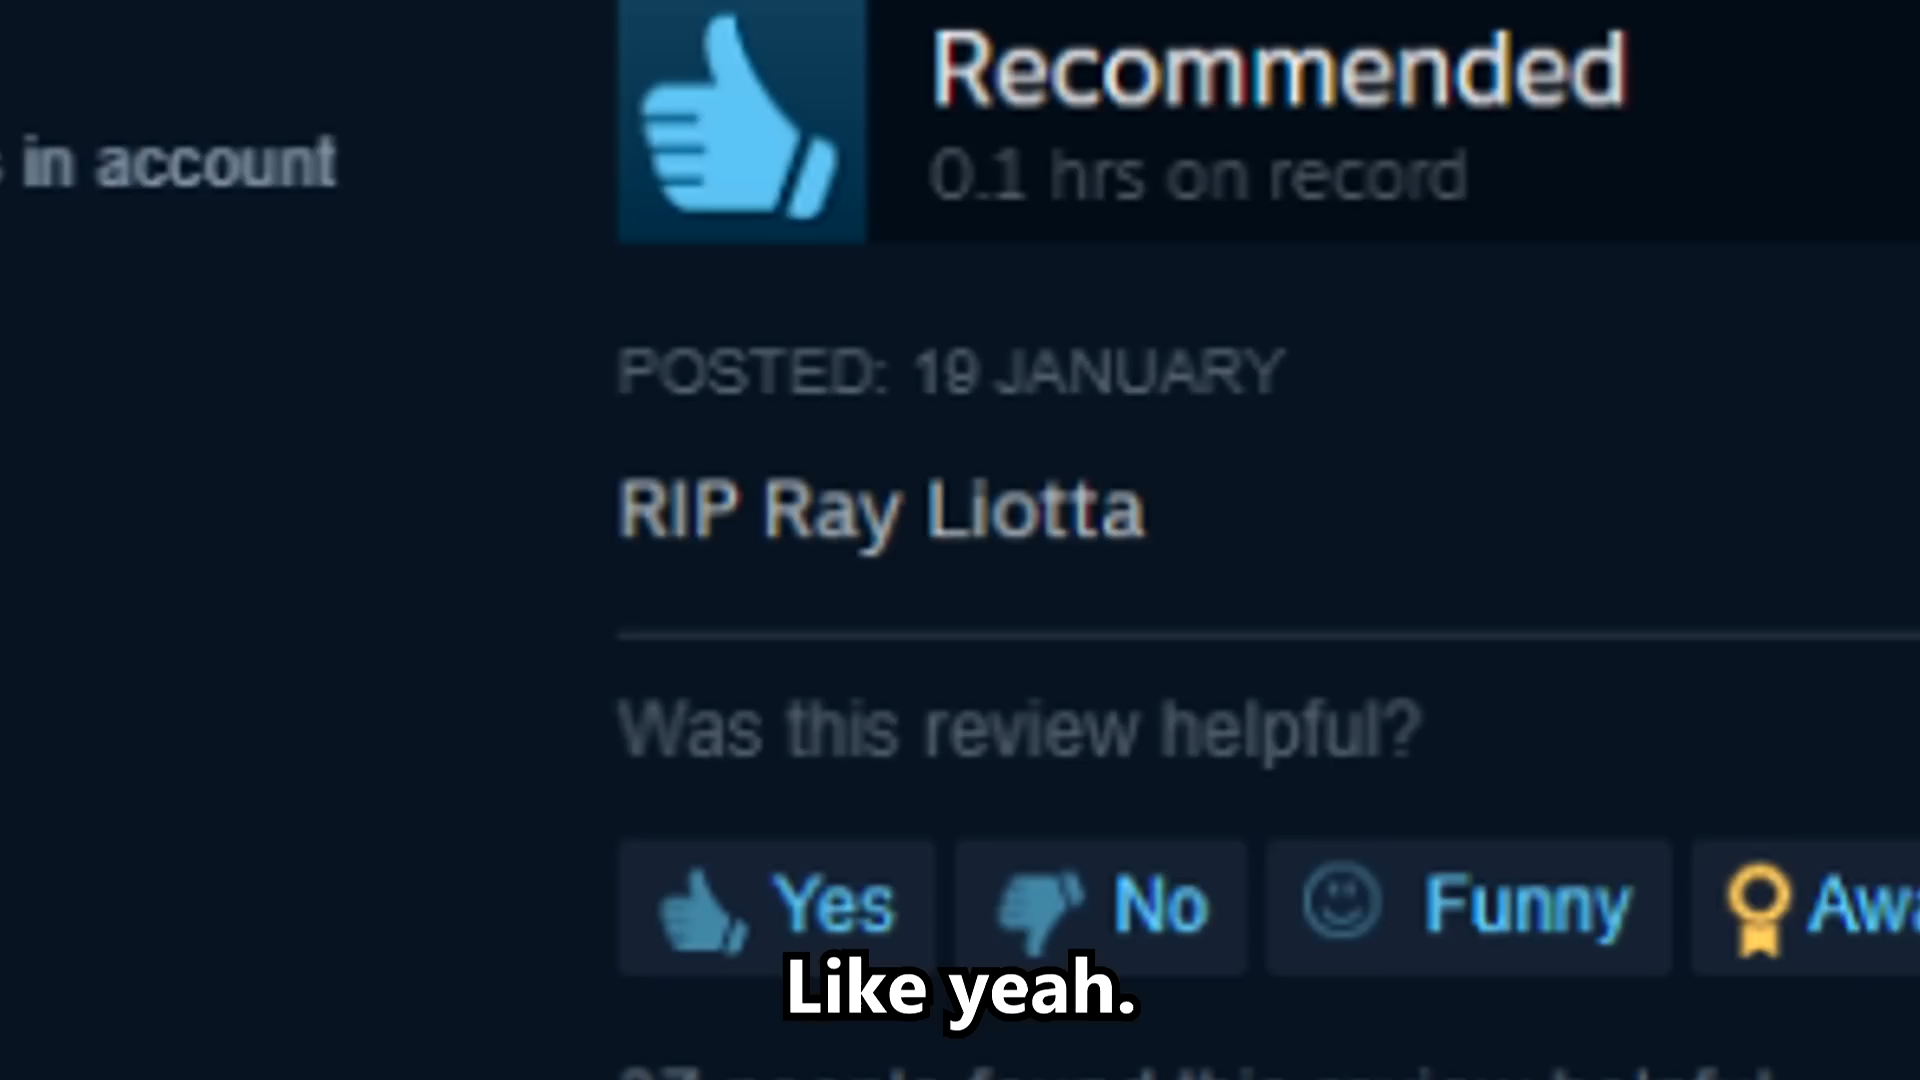 Recommended
in account
0.1 hrs on record
POSTED: 19 JANUARY
RIP Ray Liotta
Was this review helpful?
Yes
No
Funny
Like yeah.